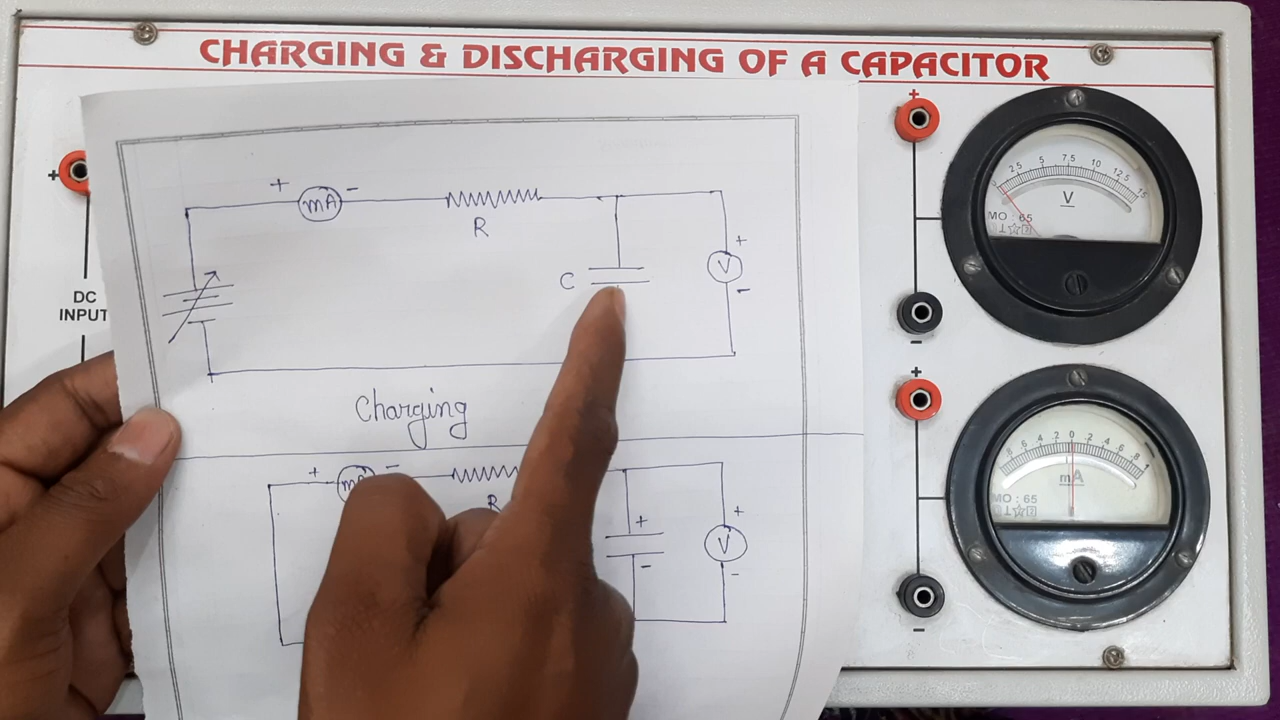 CHARGING & DISCHARGING OF A CAPACITOR
+
DC
INPUT
+ mA -
R
C
V
+
-
Charging
+ -
R
+
-
V
+
-
+
2.5 5 7.5 10 12.5 15
V
MO : 65
-
+
8 6 4 2 0 2 4 6 8 1
mA
MO : 65
-